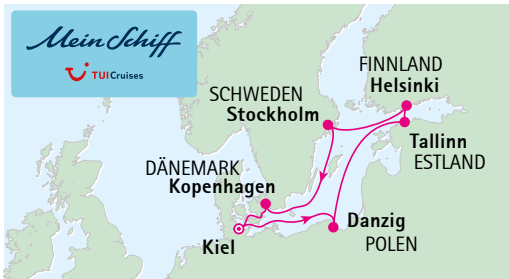 Mein Schiff
TUI Cruises
FINNLAND
Helsinki
SCHWEDEN
Stockholm
Tallinn
ESTLAND
DÄNEMARK
Kopenhagen
Danzig
POLEN
Kiel